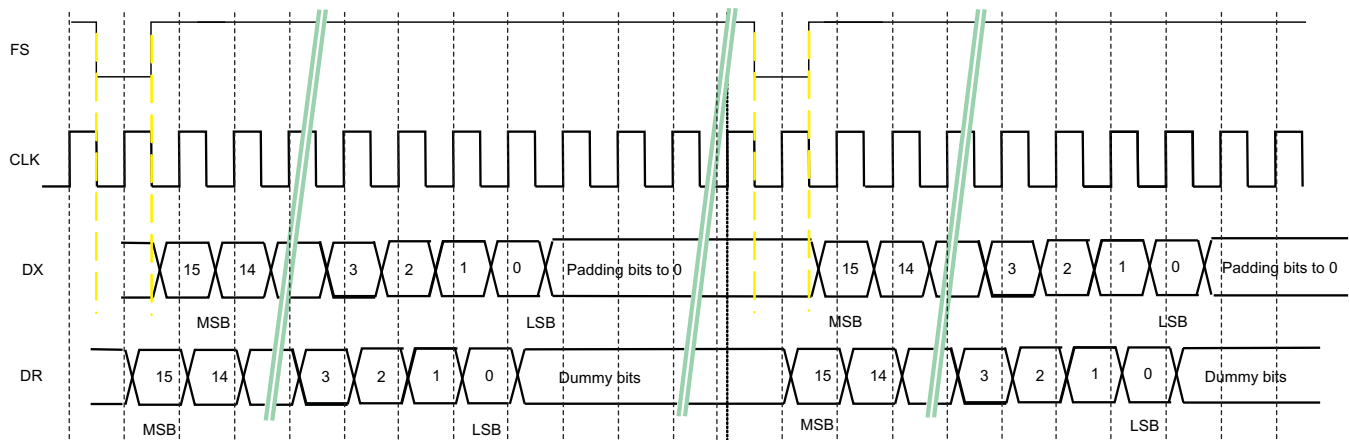 FS
CLK
DX 15 14 3 2 1 0 Padding bits to 0 15 14 3 2 1 0 Padding bits to 0
MSB LSB MSB LSB
DR 15 14 3 2 1 0 Dummy bits 15 14 3 2 1 0 Dummy bits
MSB LSB MSB LSB